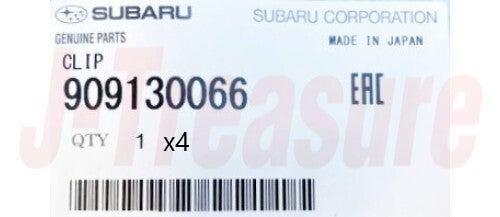 SUBARU SUBARU CORPORATION
GENUINE PARTS MADE IN JAPAN
CLIP
909130066 EAC
QTY 1 x4
J-Treasure